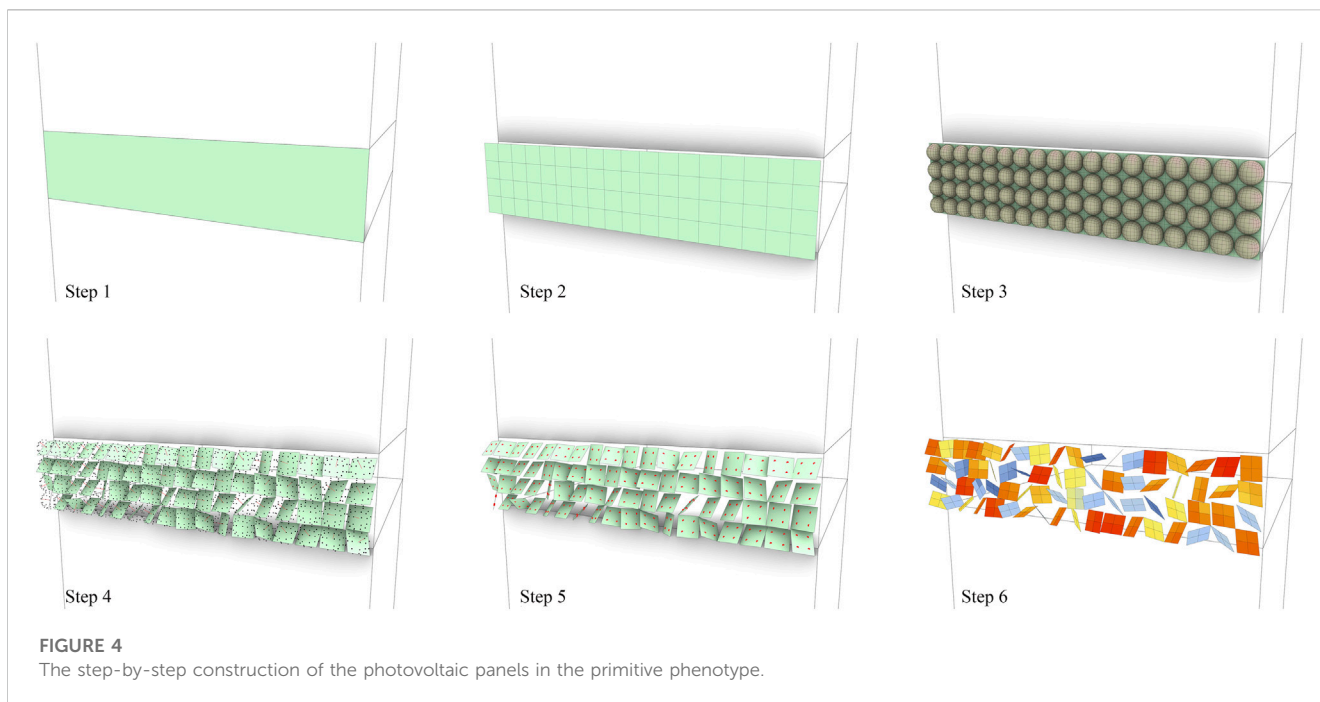 Step 1
Step 2
Step 3
Step 4
Step 5
Step 6
FIGURE 4
The step-by-step construction of the photovoltaic panels in the primitive phenotype.